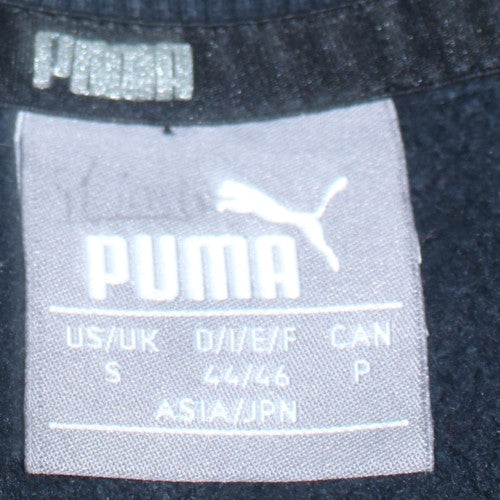 PUMA
PUMA
US/UK D/I/E/F CAN
S 44/46 P
ASIA/JPN